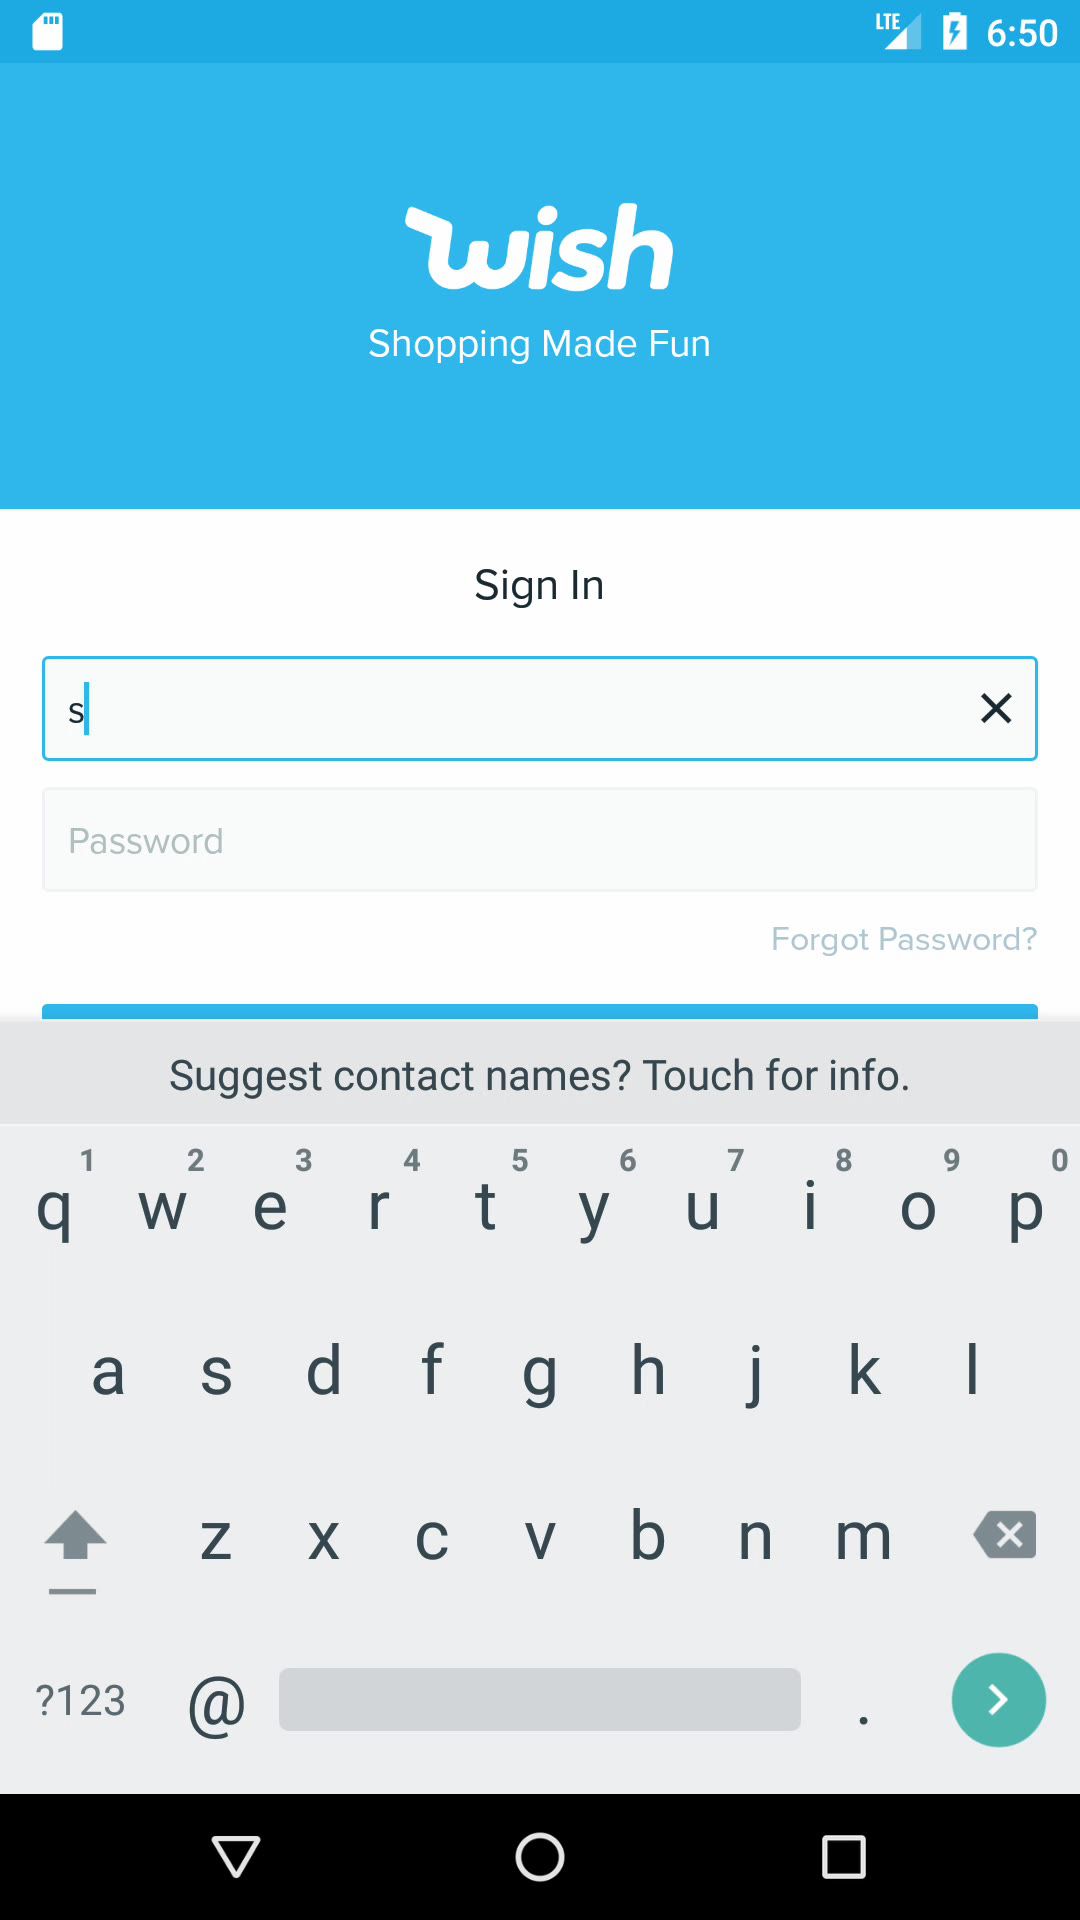 LTE 6:50
wish
Shopping Made Fun
Sign In
s
Password
Forgot Password?
Suggest contact names? Touch for info.
1 2 3 4 5 6 7 8 9 0
q w e r t y u i o p
a s d f g h j k l
z x c v b n m
?123 @ .